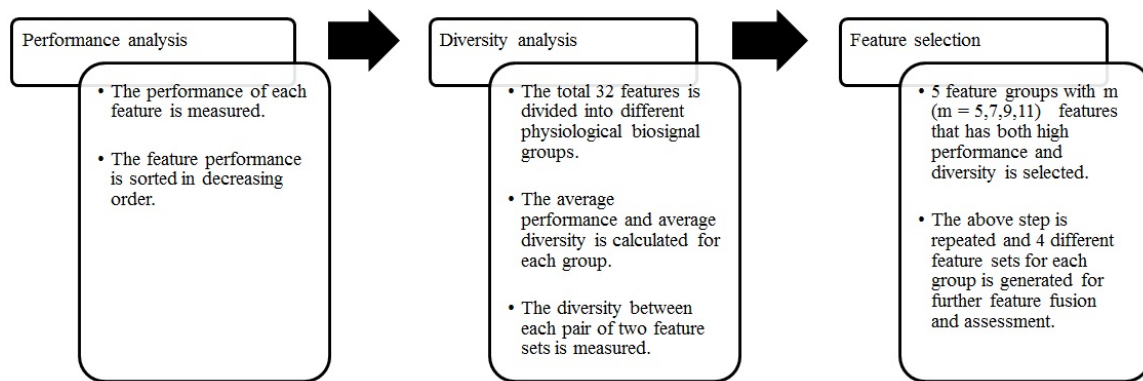 Performance analysis
• The performance of each
feature is measured.
• The feature performance
is sorted in decreasing
order.
Diversity analysis
• The total 32 features is
divided into different
physiological biosignal
groups.
• The average
performance and average
diversity is calculated for
each group.
• The diversity between
each pair of two feature
sets is measured.
Feature selection
• 5 feature groups with m
(m = 5,7,9,11) features
that has both high
performance and
diversity is selected.
• The above step is
repeated and 4 different
feature sets for each
group is generated for
further feature fusion
and assessment.